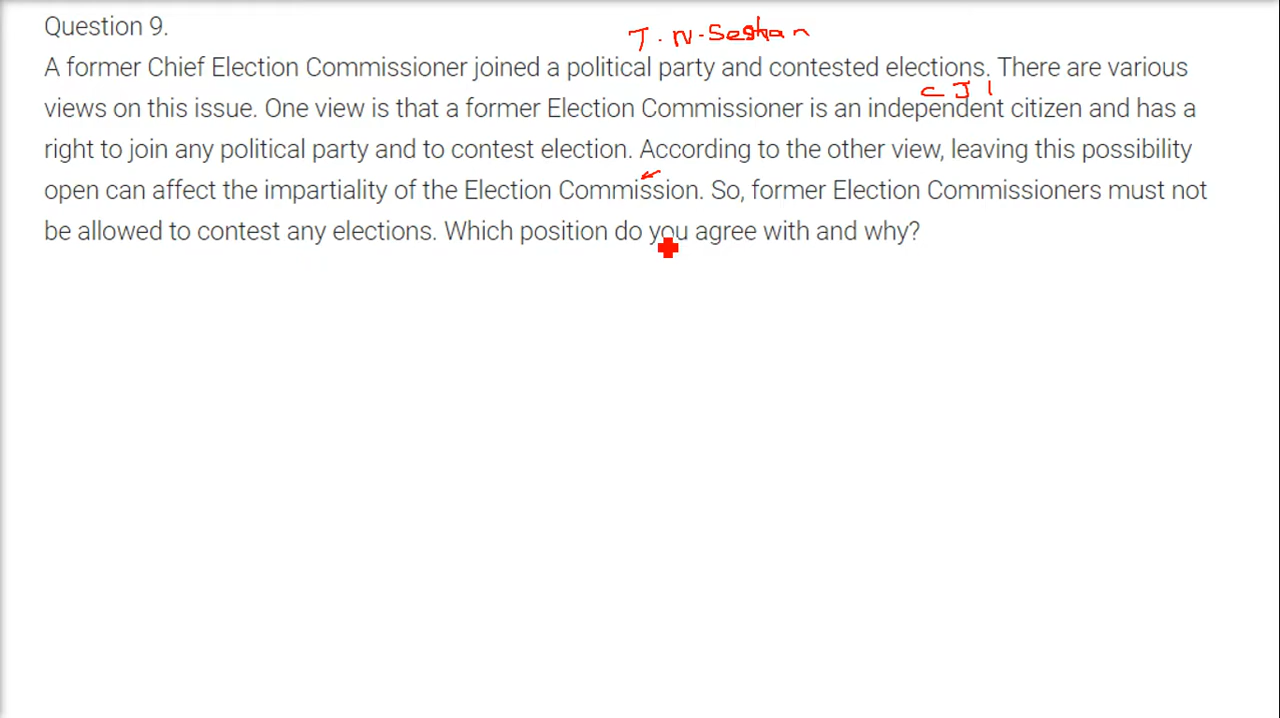 Question 9.
T. N. Seshan
A former Chief Election Commissioner joined a political party and contested elections. There are various
views on this issue. One view is that a former Election Commissioner is an independent citizen and has a
CJI
right to join any political party and to contest election. According to the other view, leaving this possibility
open can affect the impartiality of the Election Commission. So, former Election Commissioners must not
be allowed to contest any elections. Which position do you agree with and why?